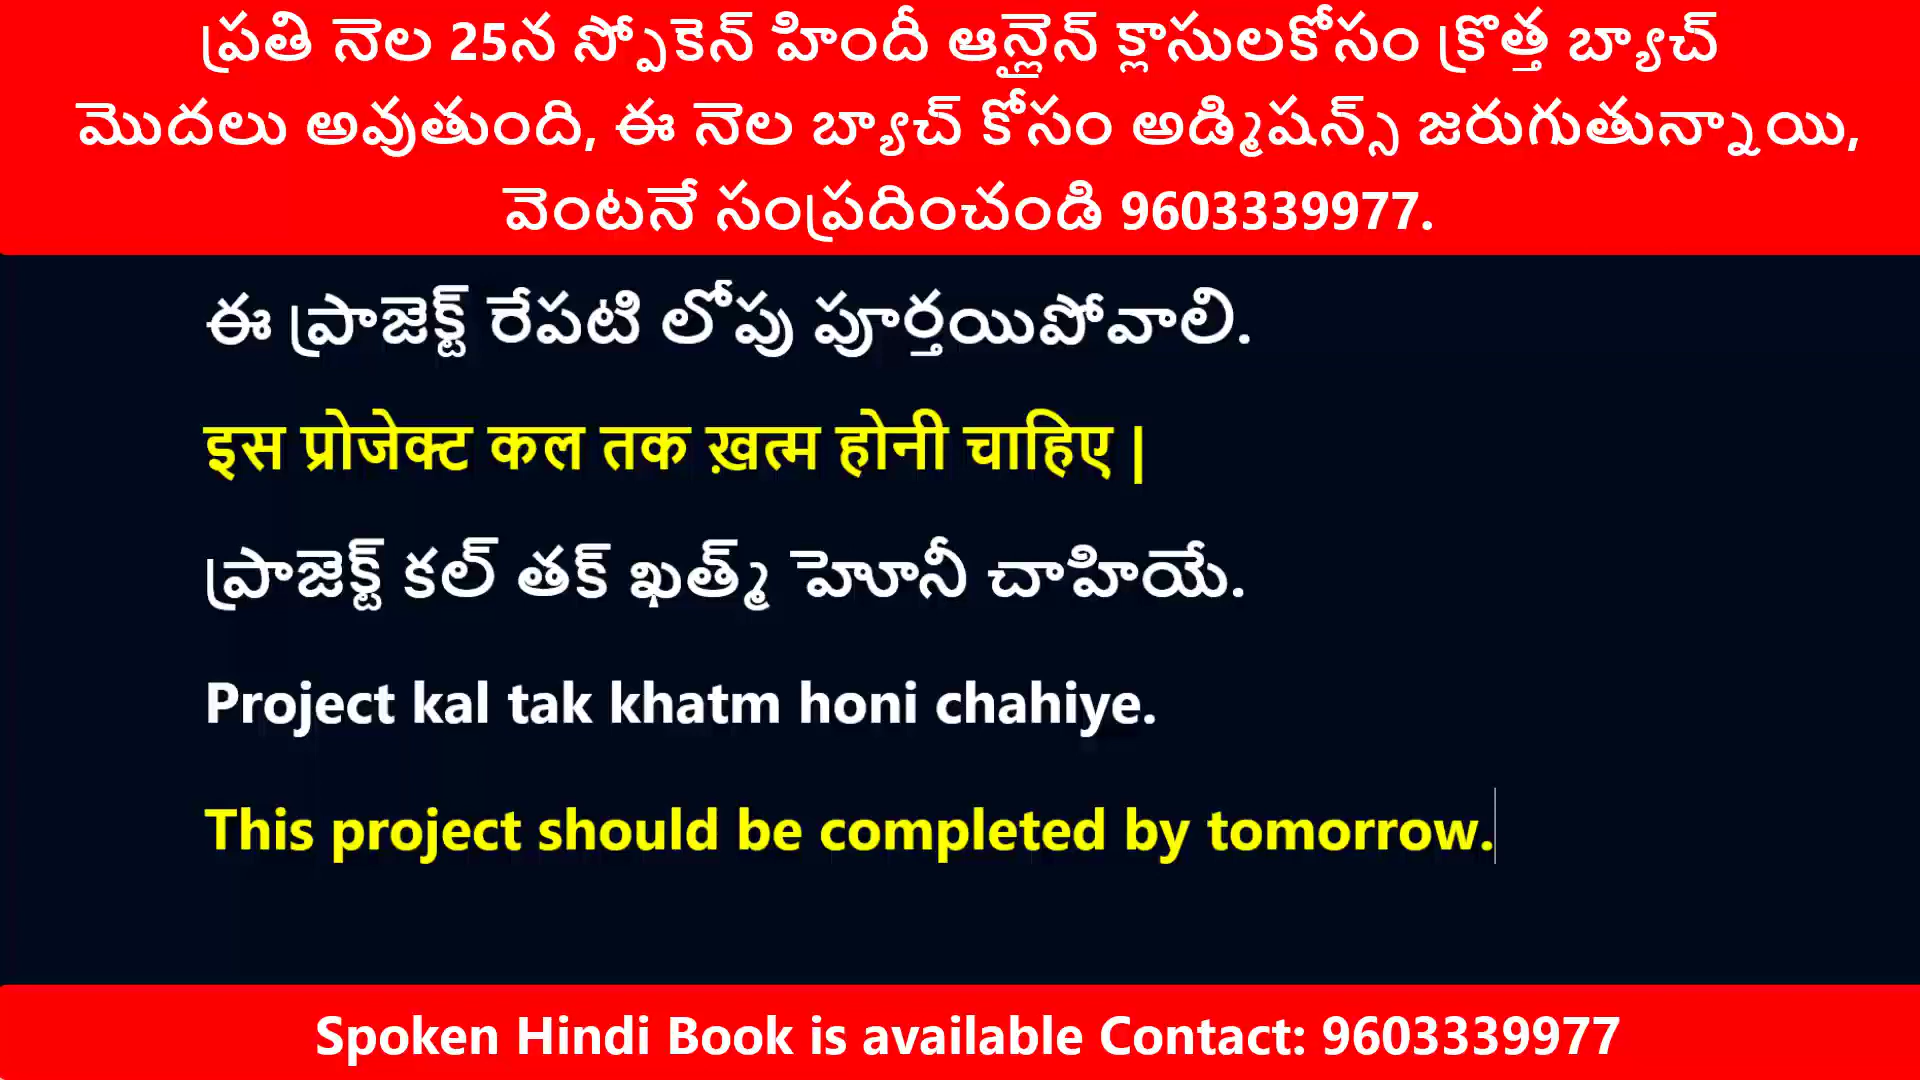 ప్రతి నెల 25న స్పోకెన్ హిందీ ఆన్లైన్ క్లాసులకోసం క్రొత్త బ్యాచ్
మొదలు అవుతుంది, ఈ నెల బ్యాచ్ కోసం అడ్మిషన్స్ జరుగుతున్నాయి,
వెంటనే సంప్రదించండి 9603339977.
ఈ ప్రాజెక్ట్ రేపటి లోపు పూర్తయిపోవాలి.
इस प्रोजेक्ट कल तक ख़त्म होनी चाहिए |
ప్రాజెక్ట్ కల్ తక్ ఖత్మ్ హెూనీ చాహియే.
Project kal tak khatm honi chahiye.
This project should be completed by tomorrow.
Spoken Hindi Book is available Contact: 9603339977